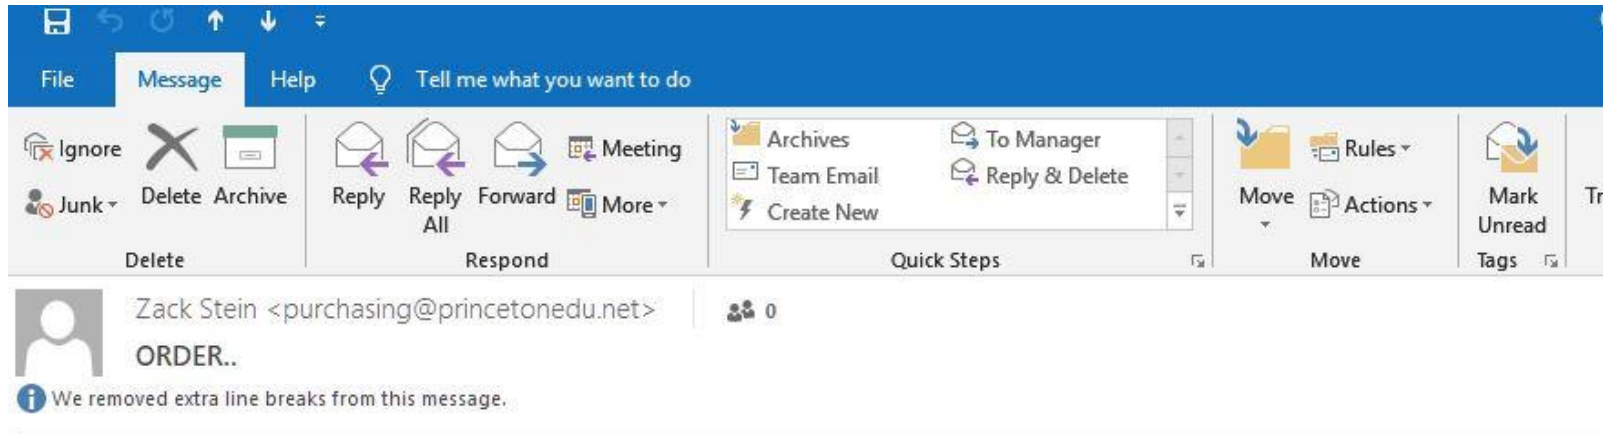 File Message Help Tell me what you want to do
Ignore
Junk
Delete Archive
Delete
Reply Reply All Forward
Meeting
More
Respond
Archives To Manager
Team Email Reply & Delete
Create New
Quick Steps
Move
Rules
Actions
Move
Mark Unread
Tags
Tr
Zack Stein <purchasing@princetonedu.net> 0
ORDER..
We removed extra line breaks from this message.